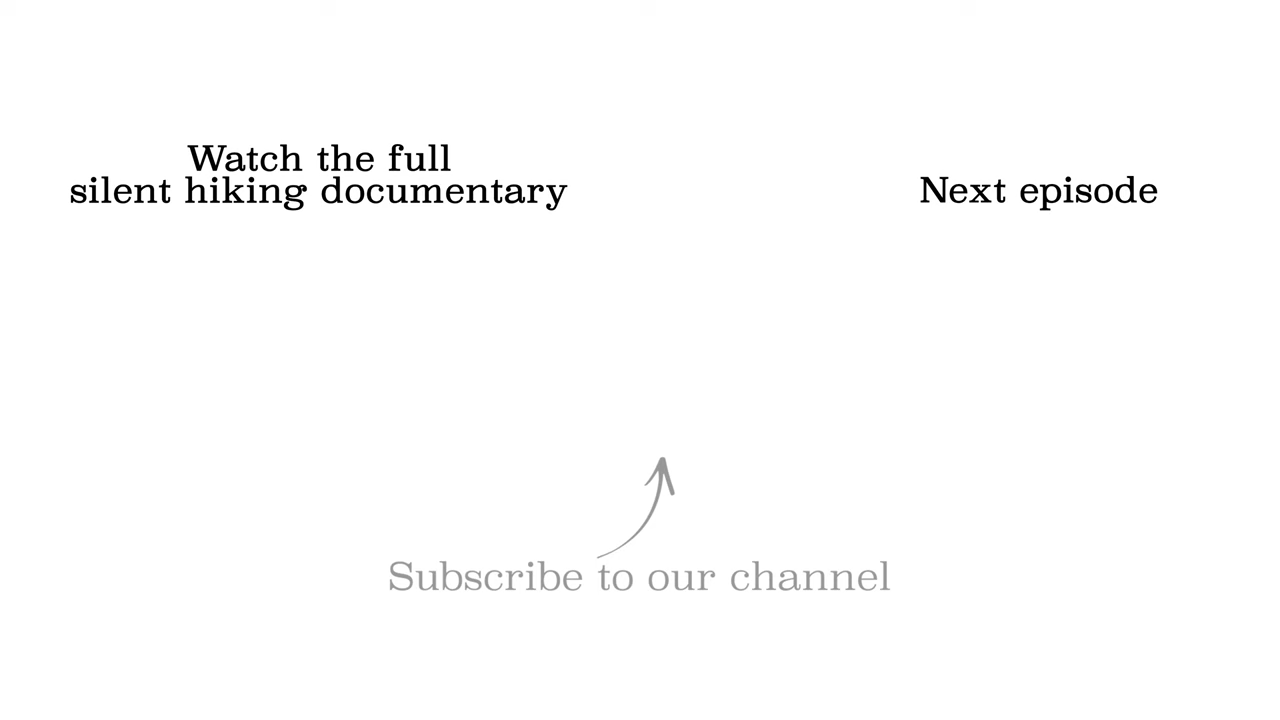 Watch the full
silent hiking documentary
Next episode
Subscribe to our channel